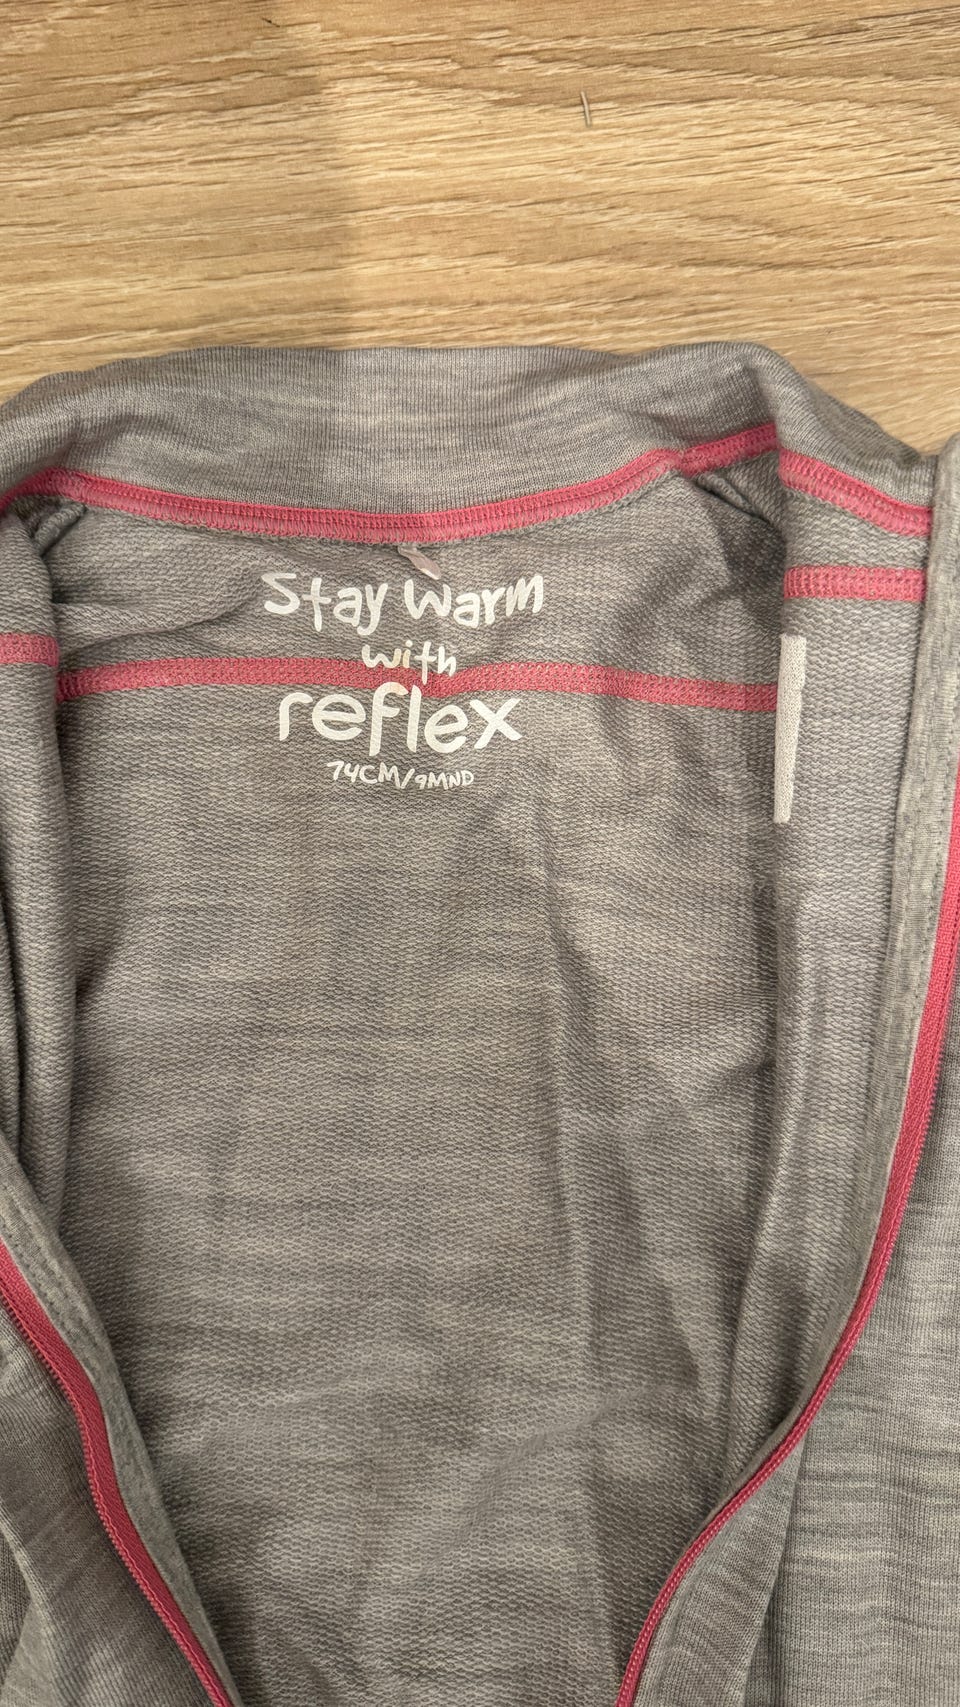 Stay Warm
with
reflex
74CM/9MND